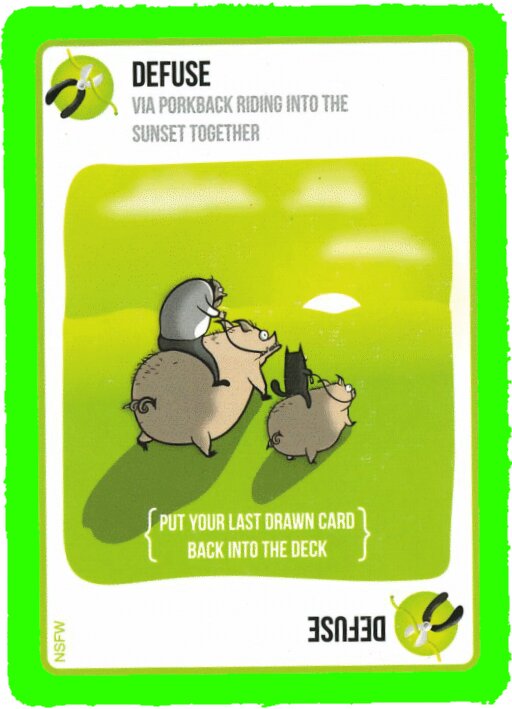 DEFUSE
VIA PORKBACK RIDING INTO THE
SUNSET TOGETHER
PUT YOUR LAST DRAWN CARD
BACK INTO THE DECK
DEFUSE
NSFW